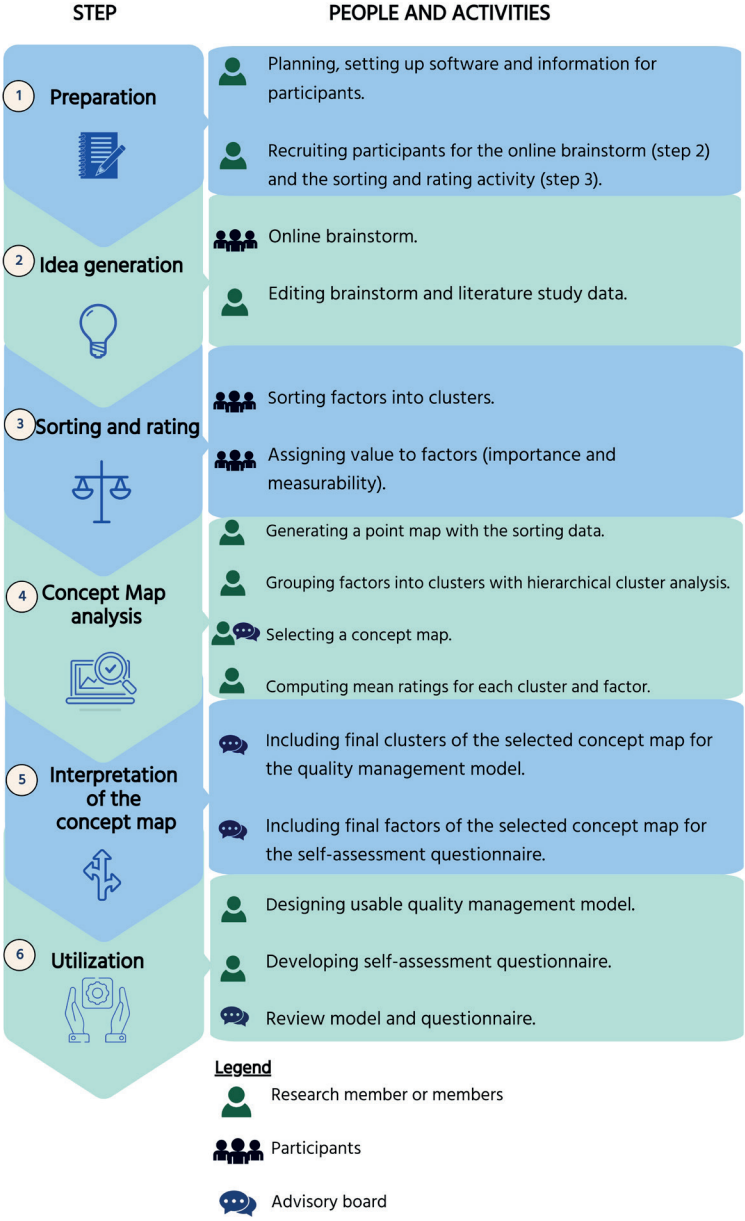 STEP
PEOPLE AND ACTIVITIES
1
Preparation
Planning, setting up software and information for
participants.
Recruiting participants for the online brainstorm (step 2)
and the sorting and rating activity (step 3).
2
Idea generation
Online brainstorm.
Editing brainstorm and literature study data.
3
Sorting and rating
Sorting factors into clusters.
Assigning value to factors (importance and
measurability).
4
Concept Map
analysis
Generating a point map with the sorting data.
Grouping factors into clusters with hierarchical cluster analysis.
Selecting a concept map.
Computing mean ratings for each cluster and factor.
5
Interpretation
of the
concept map
Including final clusters of the selected concept map for
the quality management model.
Including final factors of the selected concept map for
the self-assessment questionnaire.
6
Utilization
Designing usable quality management model.
Developing self-assessment questionnaire.
Review model and questionnaire.
Legend
Research member or members
Participants
Advisory board